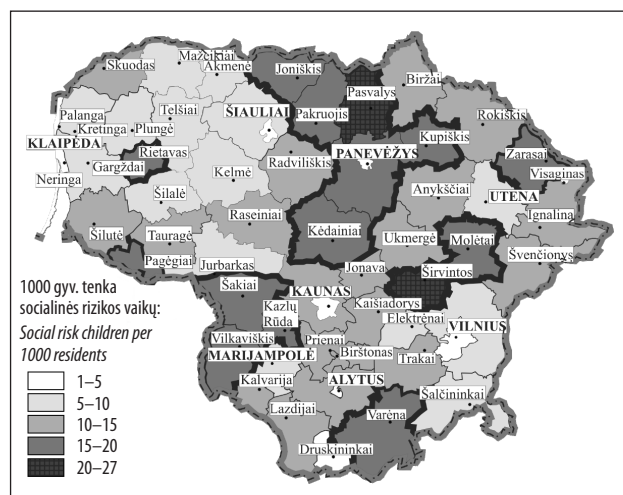 Skuodas
Mažeikiai
Akmenė
Joniškis
Pasvalys
Biržai
Palanga
Telšiai
ŠIAULIAI
Pakruojis
Rokiškis
Kretinga
Plungė
KLAIPĖDA
Rietavas
Radviliškis
PANEVĖŽYS
Kupiškis
Zarasai
Gargždai
Kelmė
Visaginas
Neringa
Šilalė
Anykščiai
UTENA
Raseiniai
Ignalina
Šilutė
Tauragė
Kėdainiai
Ukmergė
Molėtai
Švenčionys
Pagėgiai
Jurbarkas
Jonava
Širvintos
Šakiai
KAUNAS
Kaišiadorys
Kazlų
Rūda
Elektrėnai
VILNIUS
Vilkaviškis
Prienai
MARIJAMPOLĖ
Birštonas
Trakai
Kalvarija
ALYTUS
Šalčininkai
Lazdijai
Varėna
Druskininkai
1000 gyv. tenka
socialinės rizikos vaikų:
Social risk children per
1000 residents
1–5
5–10
10–15
15–20
20–27